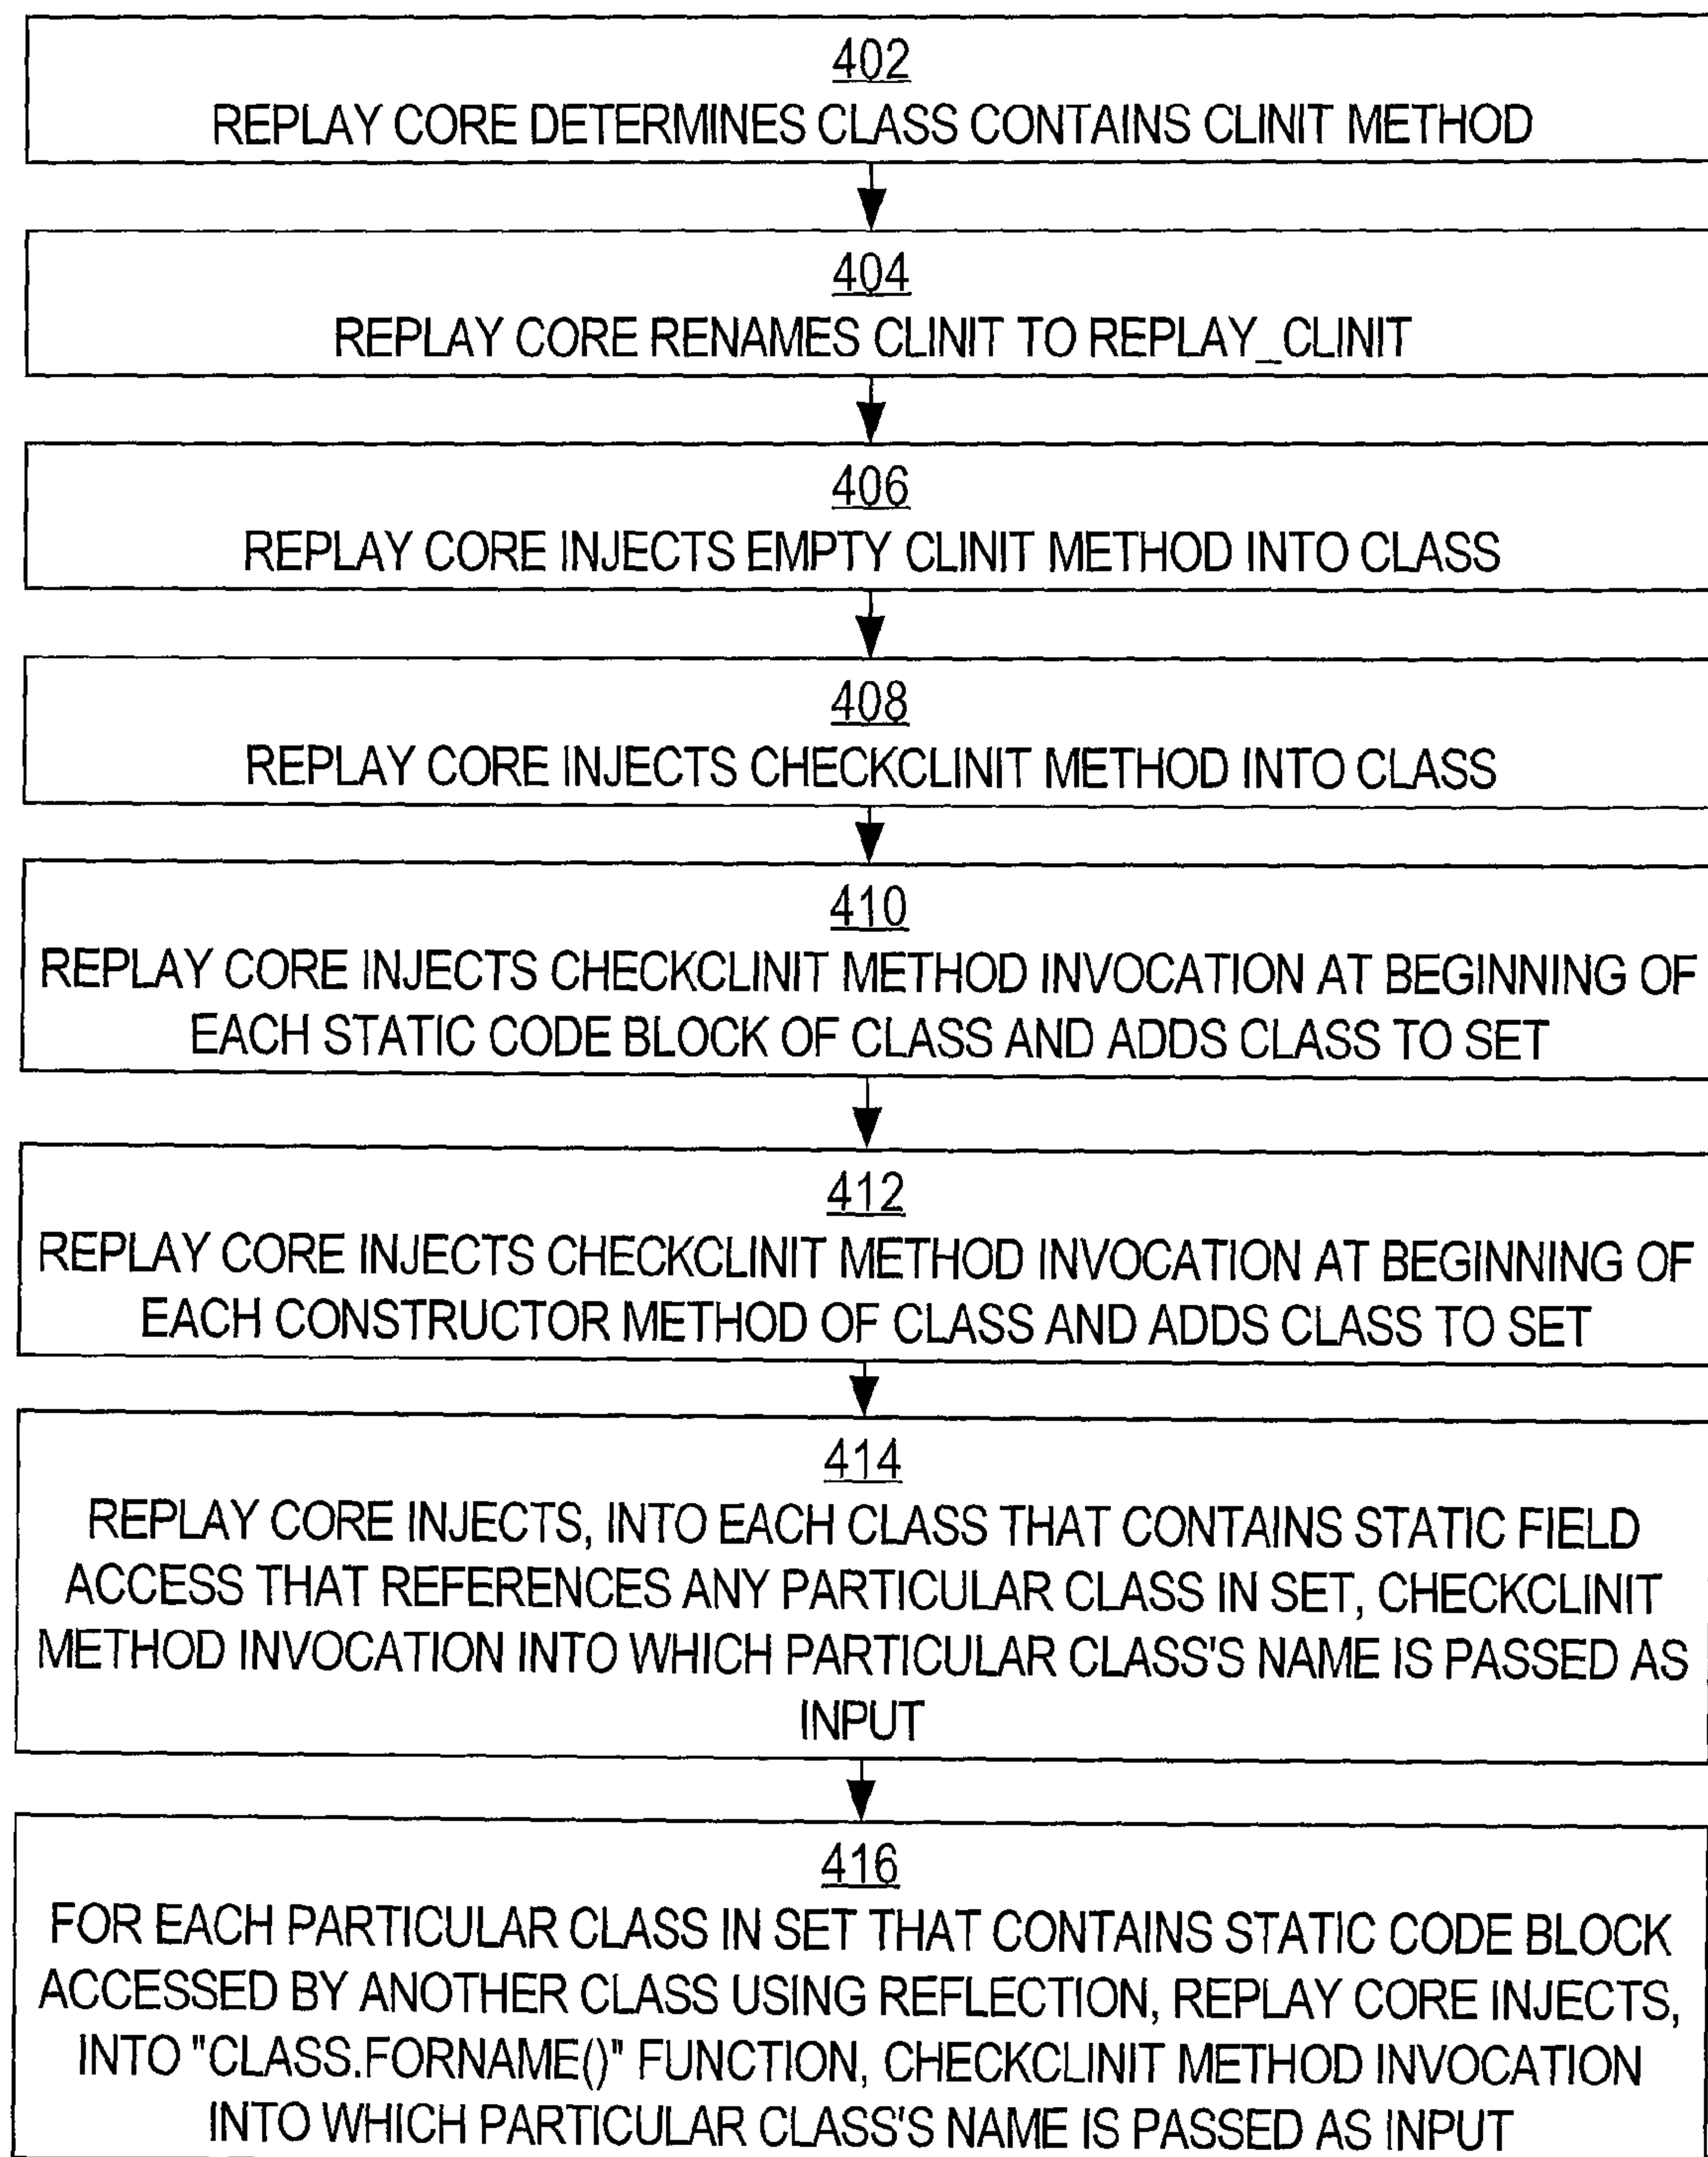 402
REPLAY CORE DETERMINES CLASS CONTAINS CLINIT METHOD
404
REPLAY CORE RENAMES CLINIT TO REPLAY_CLINIT
406
REPLAY CORE INJECTS EMPTY CLINIT METHOD INTO CLASS
408
REPLAY CORE INJECTS CHECKCLINIT METHOD INTO CLASS
410
REPLAY CORE INJECTS CHECKCLINIT METHOD INVOCATION AT BEGINNING OF
EACH STATIC CODE BLOCK OF CLASS AND ADDS CLASS TO SET
412
REPLAY CORE INJECTS CHECKCLINIT METHOD INVOCATION AT BEGINNING OF
EACH CONSTRUCTOR METHOD OF CLASS AND ADDS CLASS TO SET
414
REPLAY CORE INJECTS, INTO EACH CLASS THAT CONTAINS STATIC FIELD
ACCESS THAT REFERENCES ANY PARTICULAR CLASS IN SET, CHECKCLINIT
METHOD INVOCATION INTO WHICH PARTICULAR CLASS'S NAME IS PASSED AS
INPUT
416
FOR EACH PARTICULAR CLASS IN SET THAT CONTAINS STATIC CODE BLOCK
ACCESSED BY ANOTHER CLASS USING REFLECTION, REPLAY CORE INJECTS,
INTO "CLASS.FORNAME()" FUNCTION, CHECKCLINIT METHOD INVOCATION
INTO WHICH PARTICULAR CLASS'S NAME IS PASSED AS INPUT